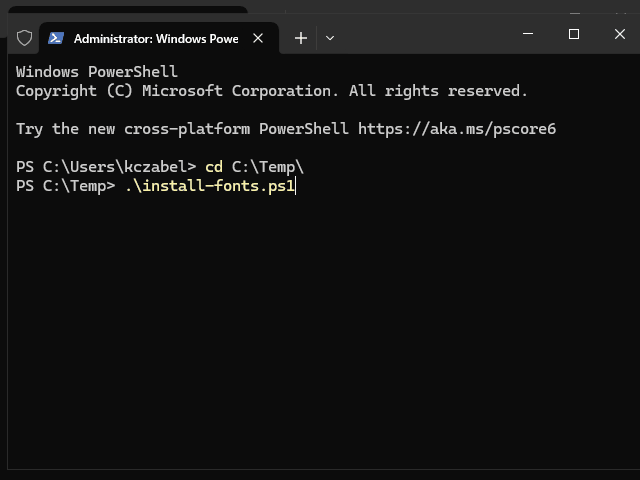 Administrator: Windows Powe
Windows PowerShell
Copyright (C) Microsoft Corporation. All rights reserved.
Try the new cross-platform PowerShell https://aka.ms/pscore6
PS C:\Users\kczabel> cd C:\Temp\
PS C:\Temp> .\install-fonts.ps1